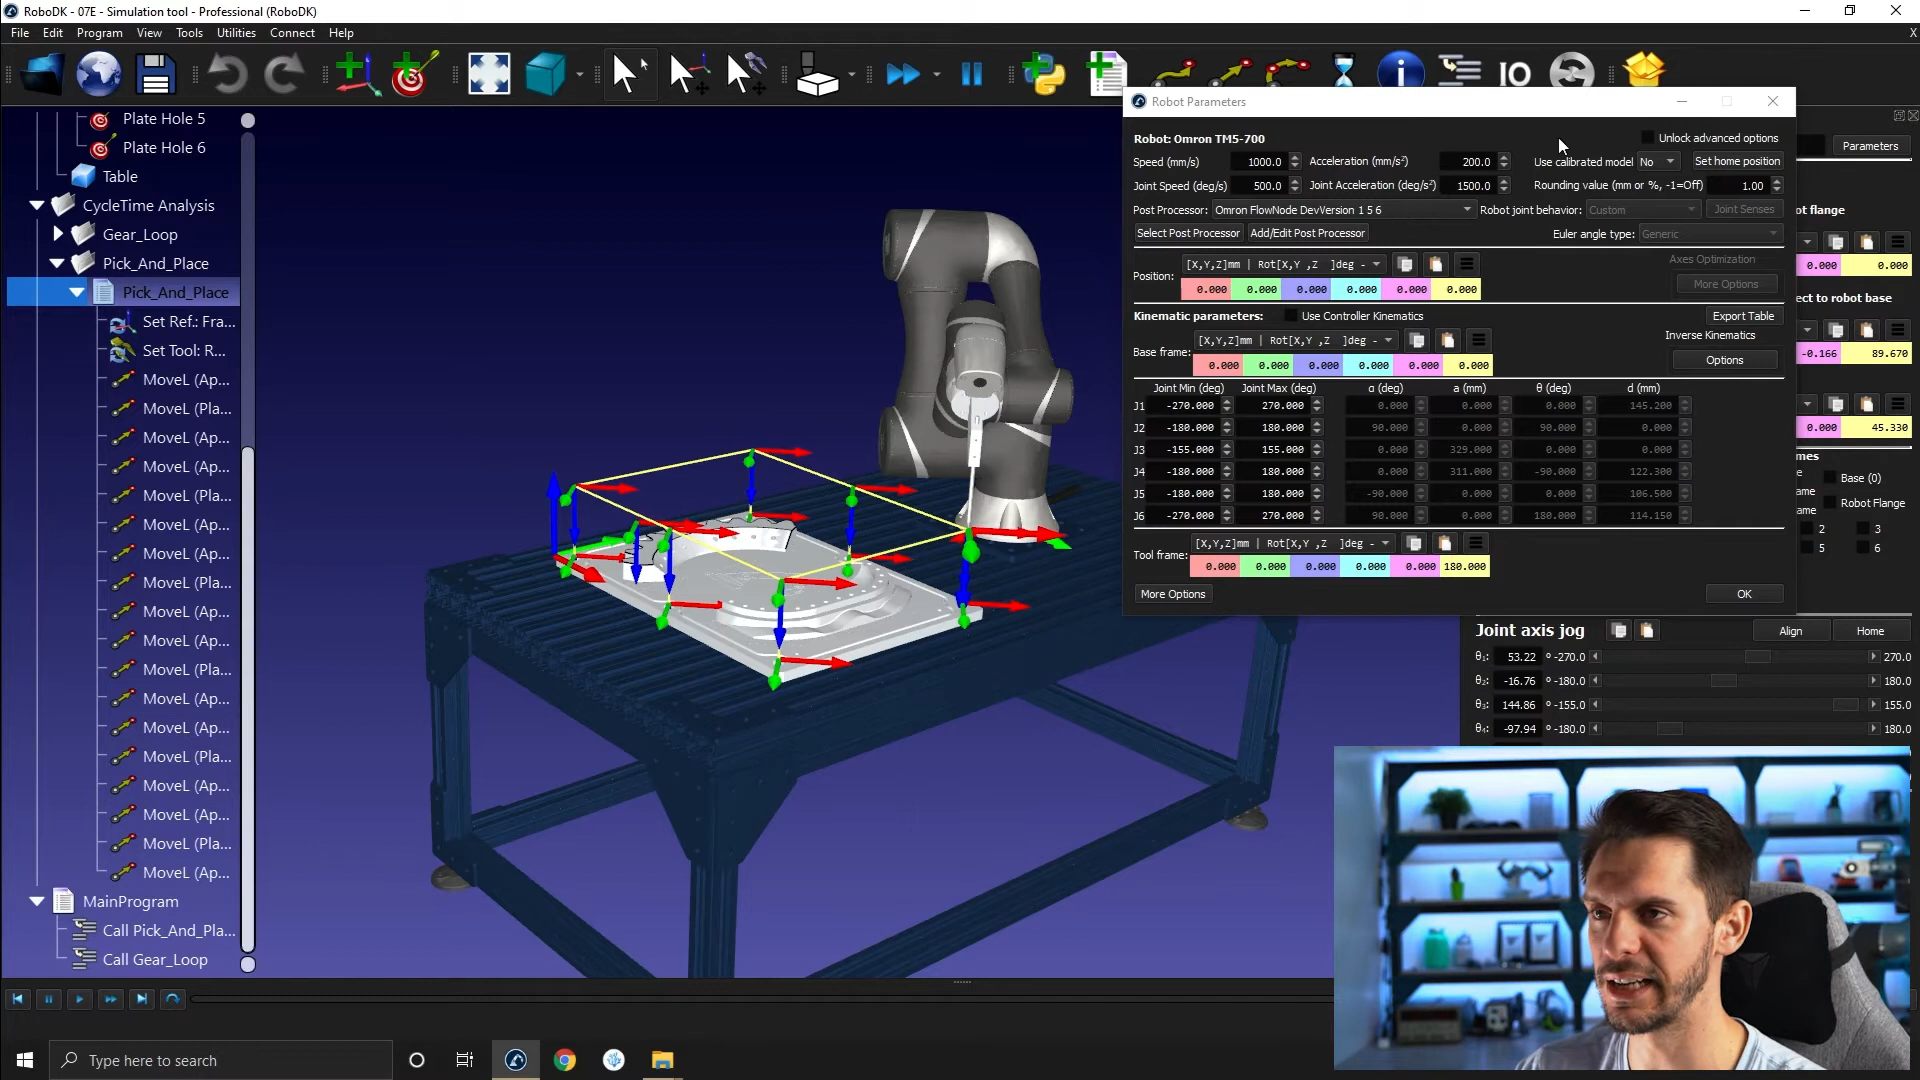 RoboDK - 07E - Simulation tool - Professional (RoboDK)
File Edit Program View Tools Utilities Connect Help X
IO
Plate Hole 5
Plate Hole 6
Table
CycleTime Analysis
Gear_Loop
Pick_And_Place
Pick_And_Place
Set Ref.: Fra...
Set Tool: R...
MoveL (Ap...
MoveL (Pla...
MoveL (Ap...
MoveL (Ap...
MoveL (Pla...
MoveL (Ap...
MoveL (Ap...
MoveL (Pla...
MoveL (Ap...
MoveL (Ap...
MoveL (Pla...
MoveL (Ap...
MoveL (Ap...
MoveL (Pla...
MoveL (Ap...
MoveL (Ap...
MoveL (Pla...
MoveL (Ap...
MainProgram
Call Pick_And_Pla...
Call Gear_Loop
Robot Parameters
Robot: Omron TM5-700 Unlock advanced options
Speed (mm/s) 1000.0 Acceleration (mm/s²) 200.0 Use calibrated model No Set home position
Joint Speed (deg/s) 500.0 Joint Acceleration (deg/s²) 1500.0 Rounding value (mm or %, -1=Off) 1.00
Post Processor: Omron FlowNode DevVersion 1 5 6 Robot joint behavior: Custom Joint Senses
Select Post Processor Add/Edit Post Processor Euler angle type: Generic
Position: [X,Y,Z]mm | Rot[X,Y ,Z ]deg - Axes Optimization
More Options
0.000 0.000 0.000 0.000 0.000 0.000
Kinematic parameters: Use Controller Kinematics Export Table
Inverse Kinematics
Base frame: [X,Y,Z]mm | Rot[X,Y ,Z ]deg - Options
0.000 0.000 0.000 0.000 0.000 0.000
Joint Min (deg) Joint Max (deg) α (deg) a (mm) θ (deg) d (mm)
J1 -270.000 270.000 0.000 0.000 0.000 145.200
J2 -180.000 180.000 90.000 0.000 90.000 0.000
J3 -155.000 155.000 0.000 329.000 0.000 0.000
J4 -180.000 180.000 0.000 311.000 -90.000 122.300
J5 -180.000 180.000 -90.000 0.000 0.000 106.500
J6 -270.000 270.000 90.000 0.000 180.000 114.150
Tool frame: [X,Y,Z]mm | Rot[X,Y ,Z ]deg -
0.000 0.000 0.000 0.000 0.000 180.000
More Options OK
Parameters
ot flange
0.000 0.000
ect to robot base
-0.166 89.670
0.000 45.330
mes
e Base (0)
ame Robot Flange
ame 2 3
5 6
Joint axis jog Align Home
θ₁: 53.22 º -270.0 270.0
θ₂: -16.76 º -180.0 180.0
θ₃: 144.86 º -155.0 155.0
θ₄: -97.94 º -180.0 180.0
Type here to search